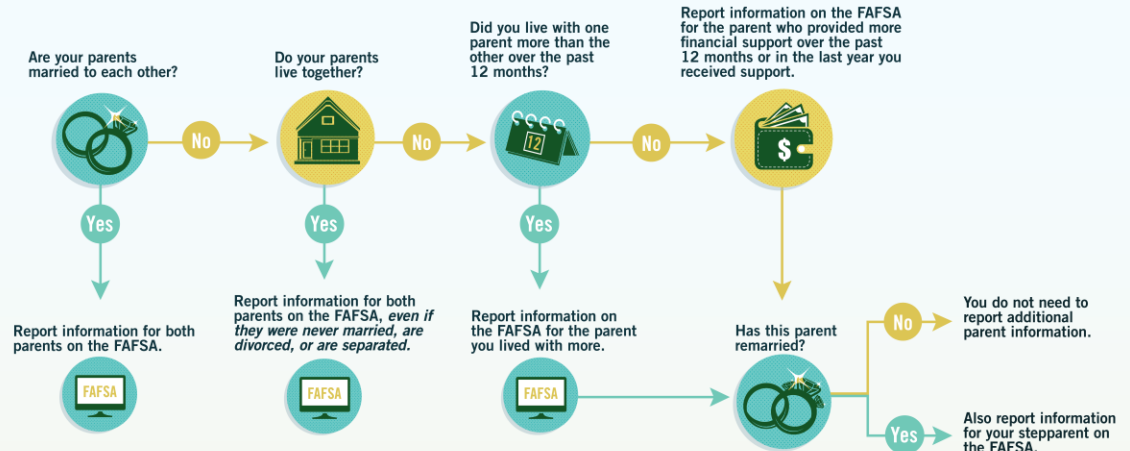 Are your parents
married to each other?
No
Yes
Report information for both
parents on the FAFSA.
FAFSA
Do your parents
live together?
No
Yes
Report information for both
parents on the FAFSA, even if
they were never married, are
divorced, or are separated.
FAFSA
Did you live with one
parent more than the
other over the past
12 months?
12
No
Yes
Report information on
the FAFSA for the parent
you lived with more.
FAFSA
Report information on the FAFSA
for the parent who provided more
financial support over the past
12 months or in the last year you
received support.
$
Has this parent
remarried?
No
You do not need to
report additional
parent information.
Yes
Also report information
for your stepparent on
the FAFSA.